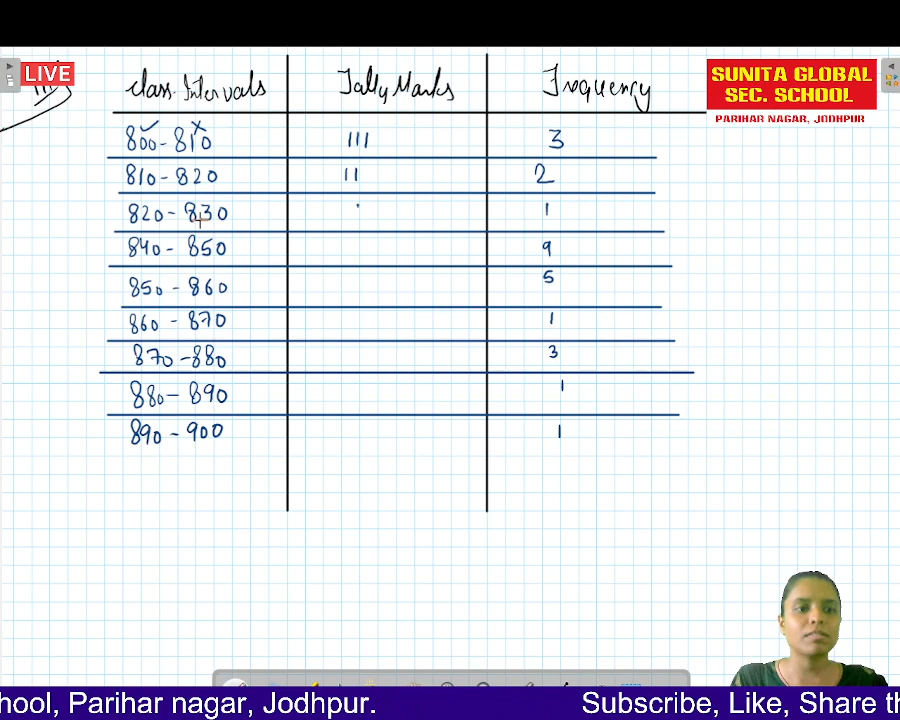 LIVE
SUNITA GLOBAL
SEC. SCHOOL
PARIHAR NAGAR, JODHPUR
Class Intervals Tally Marks Frequency
800-810 III 3
810-820 II 2
820-830 1
840-850 9
850-860 5
860-870 1
870-880 3
880-890 1
890-900 1
hool, Parihar nagar, Jodhpur. Subscribe, Like, Share th